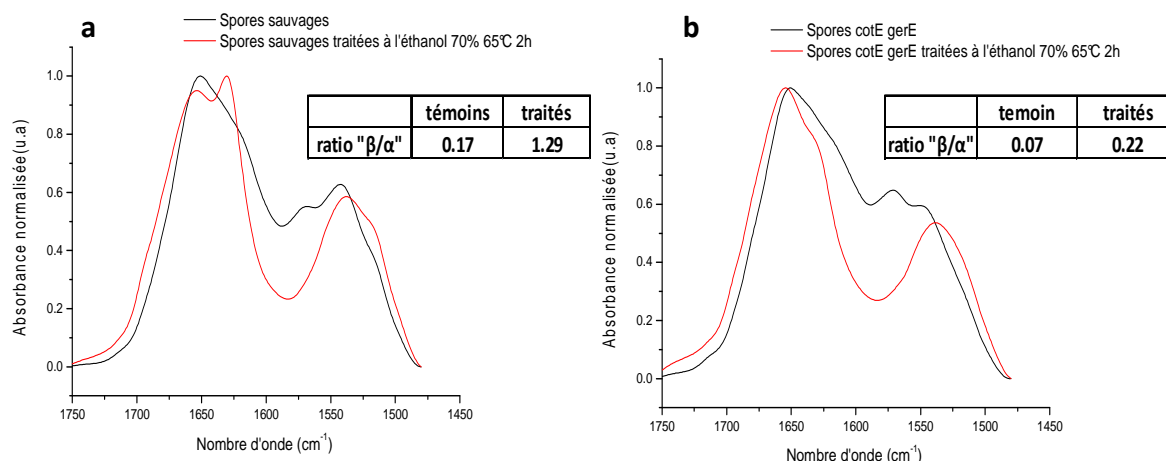 a
Spores sauvages
Spores sauvages traitées à l'éthanol 70% 65°C 2h
témoins traités
ratio "β/α" 0.17 1.29
Absorbance normalisée(u.a)
1.0
0.8
0.6
0.4
0.2
0.0
1750 1700 1650 1600 1550 1500 1450
Nombre d'onde (cm-1)
b
Spores cotE gerE
Spores cotE gerE traitées à l'éthanol 70% 65°C 2h
temoin traités
ratio "β/α" 0.07 0.22
Absorbance normalisée (u.a)
1.0
0.8
0.6
0.4
0.2
0.0
1750 1700 1650 1600 1550 1500 1450
Nombre d'onde (cm-1)